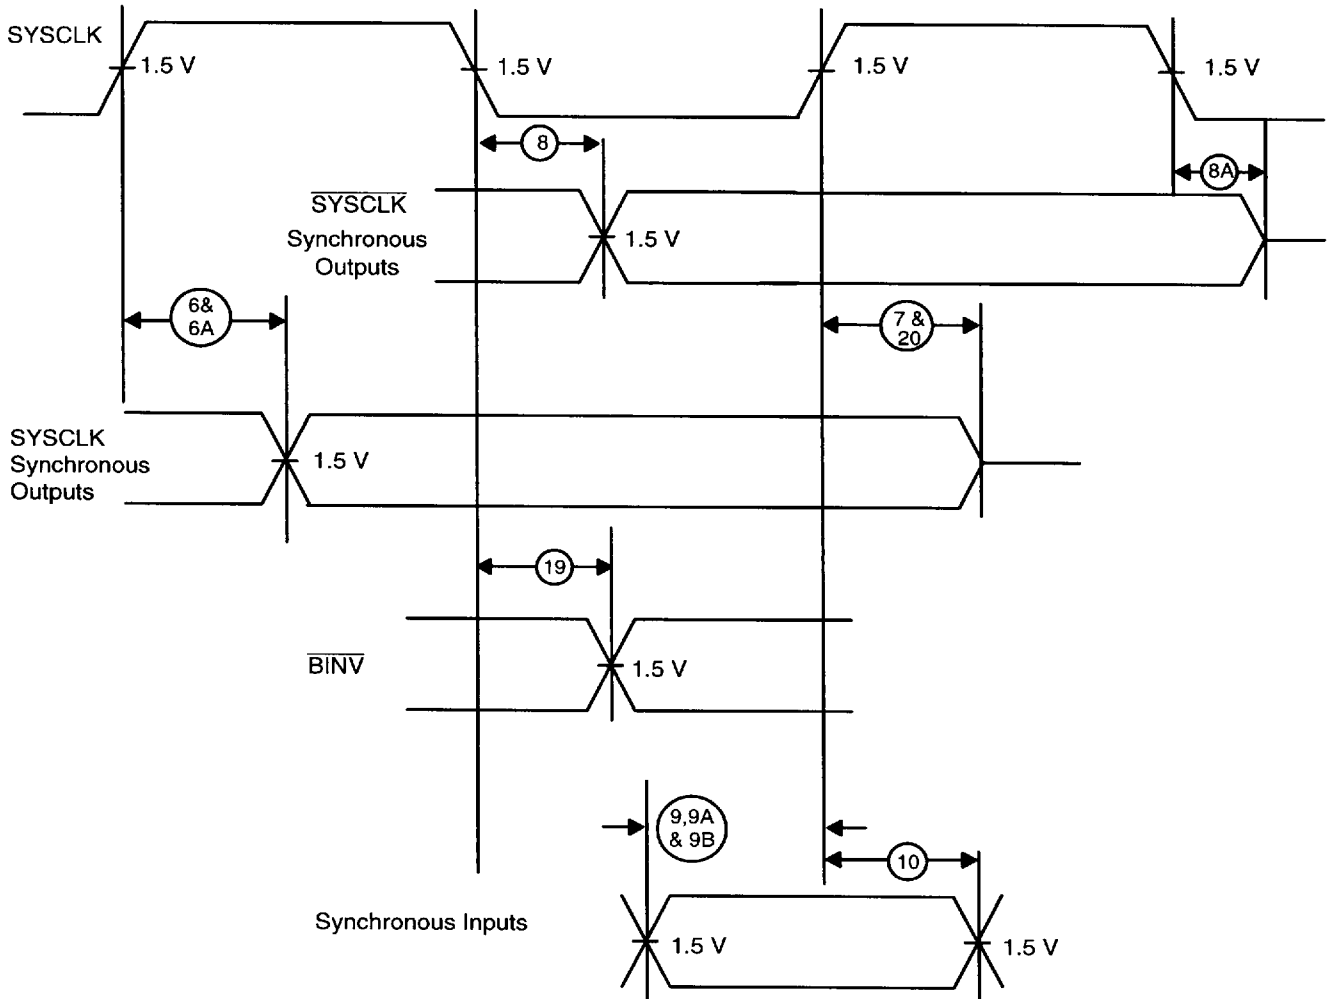 SYSCLK
1.5 V
1.5 V
1.5 V
1.5 V
8
8A
SYSCLK
Synchronous
Outputs
1.5 V
6&
6A
7 &
20
SYSCLK
Synchronous
Outputs
1.5 V
19
BINV
1.5 V
9,9A
& 9B
10
Synchronous Inputs
1.5 V
1.5 V